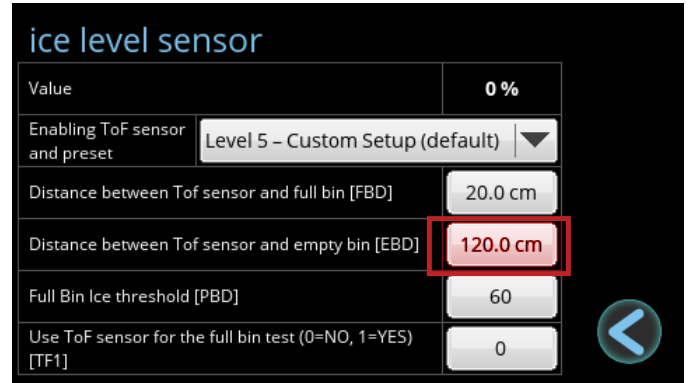 ice level sensor
Value 0 %
Enabling ToF sensor
and preset Level 5 – Custom Setup (default)
Distance between Tof sensor and full bin [FBD] 20.0 cm
Distance between Tof sensor and empty bin [EBD] 120.0 cm
Full Bin Ice threshold [PBD] 60
Use ToF sensor for the full bin test (0=NO, 1=YES)
[TF1] 0